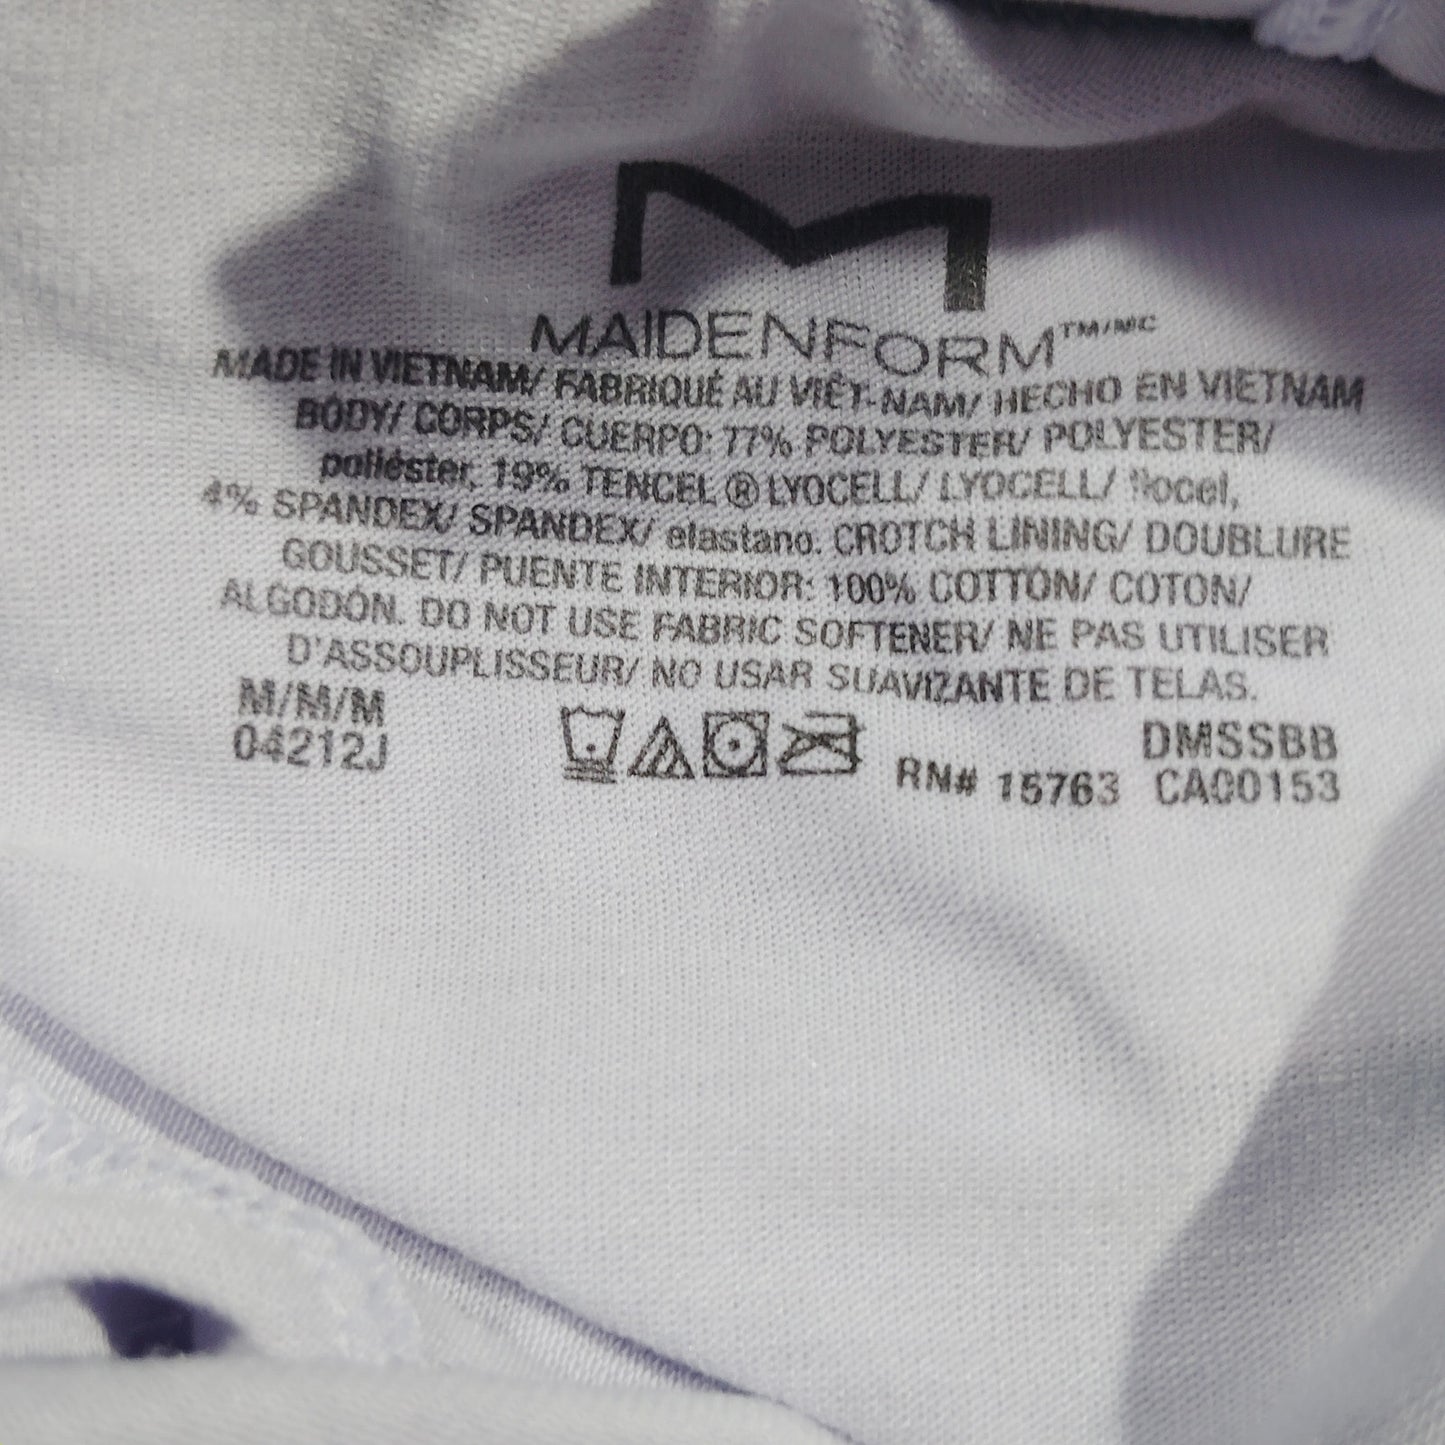 MAIDENFORM™/MC
MADE IN VIETNAM/ FABRIQUÉ AU VIÊT-NAM/ HECHO EN VIETNAM
BODY/ CORPS/ CUERPO: 77% POLYESTER/ POLYESTER/
poliéster, 19% TENCEL ® LYOCELL/ LYOCELL/ liocel,
4% SPANDEX/ SPANDEX/ elastano. CROTCH LINING/ DOUBLURE
GOUSSET/ PUENTE INTERIOR: 100% COTTON/ COTON/
ALGODÓN. DO NOT USE FABRIC SOFTENER/ NE PAS UTILISER
D'ASSOUPLISSEUR/ NO USAR SUAVIZANTE DE TELAS.
M/M/M
04212J
RN# 15763
DMSSBB
CA00153